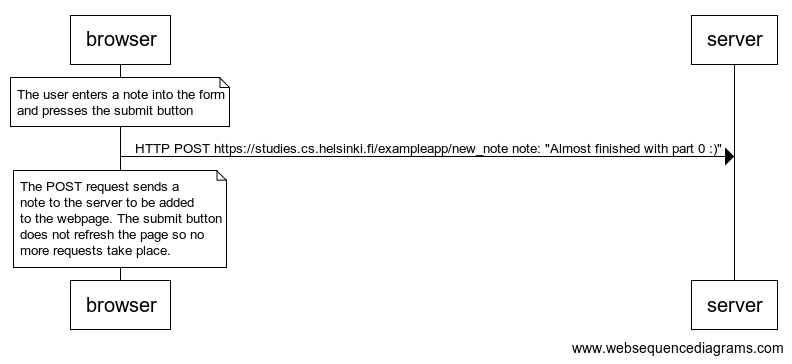 browser
server
The user enters a note into the form
and presses the submit button
HTTP POST https://studies.cs.helsinki.fi/exampleapp/new_note note: "Almost finished with part 0 :)"
The POST request sends a
note to the server to be added
to the webpage. The submit button
does not refresh the page so no
more requests take place.
browser
server
www.websequencediagrams.com